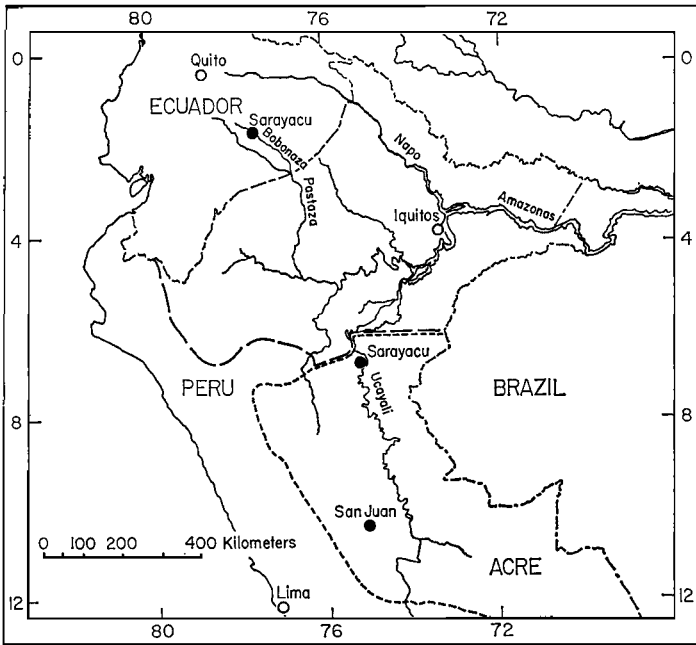 80 76 72
0 0
Quito
ECUADOR
Sarayacu
Bobonaza
Pastaza
Napo
Amazonas
Iquitos
4 4
Sarayacu
Ucayali
PERU
BRAZIL
8 8
San Juan
0 100 200 400 Kilometers
ACRE
Lima
12 12
80 76 72